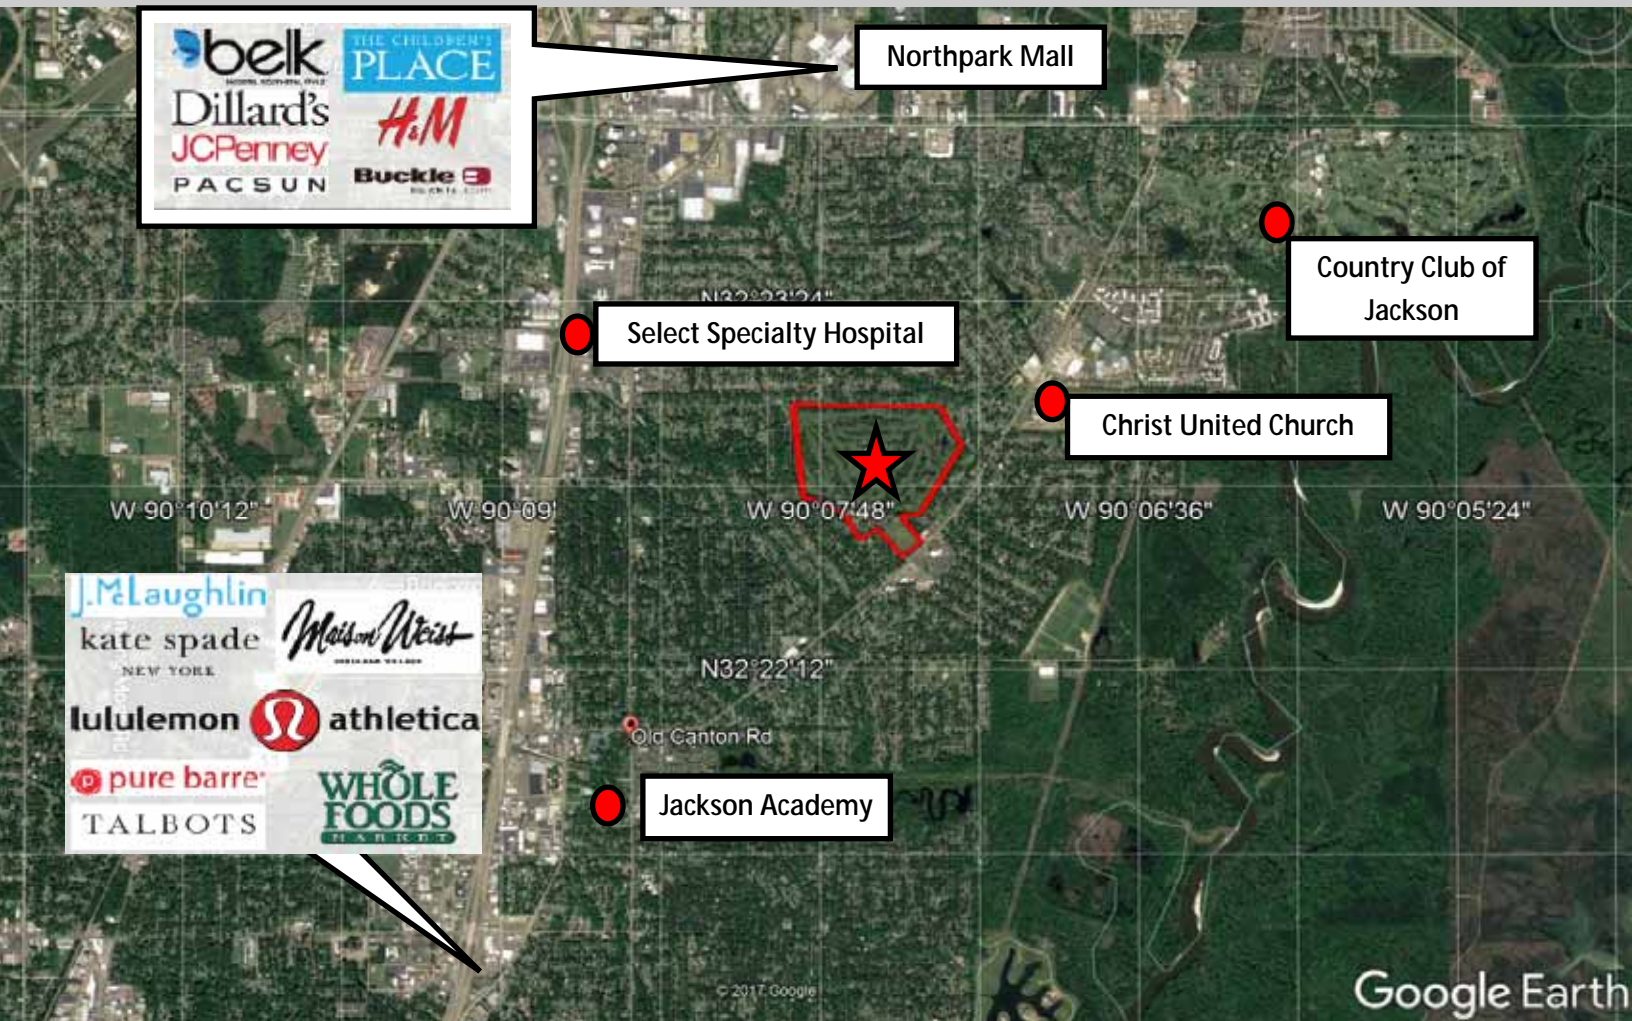 belk
THE CHILDREN'S
PLACE
Dillard's
H&M
JCPenney
PACSUN
Buckle B
Northpark Mall
Country Club of
Jackson
N32°23'24"
Select Specialty Hospital
Christ United Church
W 90°10'12"
W 90°09'
W 90°07'48"
W 90°06'36"
W 90°05'24"
J.McLaughlin
kate spade
NEW YORK
Maison Weiss
lululemon athletica
pure barre
TALBOTS
WHOLE
FOODS
MARKET
N32°22'12"
Old Canton Rd
Jackson Academy
© 2017 Google
Google Earth